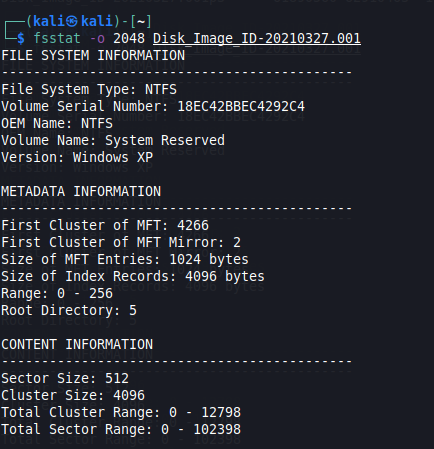 ┌──(kali㉿kali)-[~]
└─$ fsstat -o 2048 Disk_Image_ID-20210327.001
FILE SYSTEM INFORMATION
--------------------------------------------
File System Type: NTFS
Volume Serial Number: 18EC42BBEC4292C4
OEM Name: NTFS
Volume Name: System Reserved
Version: Windows XP

METADATA INFORMATION
--------------------------------------------
First Cluster of MFT: 4266
First Cluster of MFT Mirror: 2
Size of MFT Entries: 1024 bytes
Size of Index Records: 4096 bytes
Range: 0 - 256
Root Directory: 5

CONTENT INFORMATION
--------------------------------------------
Sector Size: 512
Cluster Size: 4096
Total Cluster Range: 0 - 12798
Total Sector Range: 0 - 102398